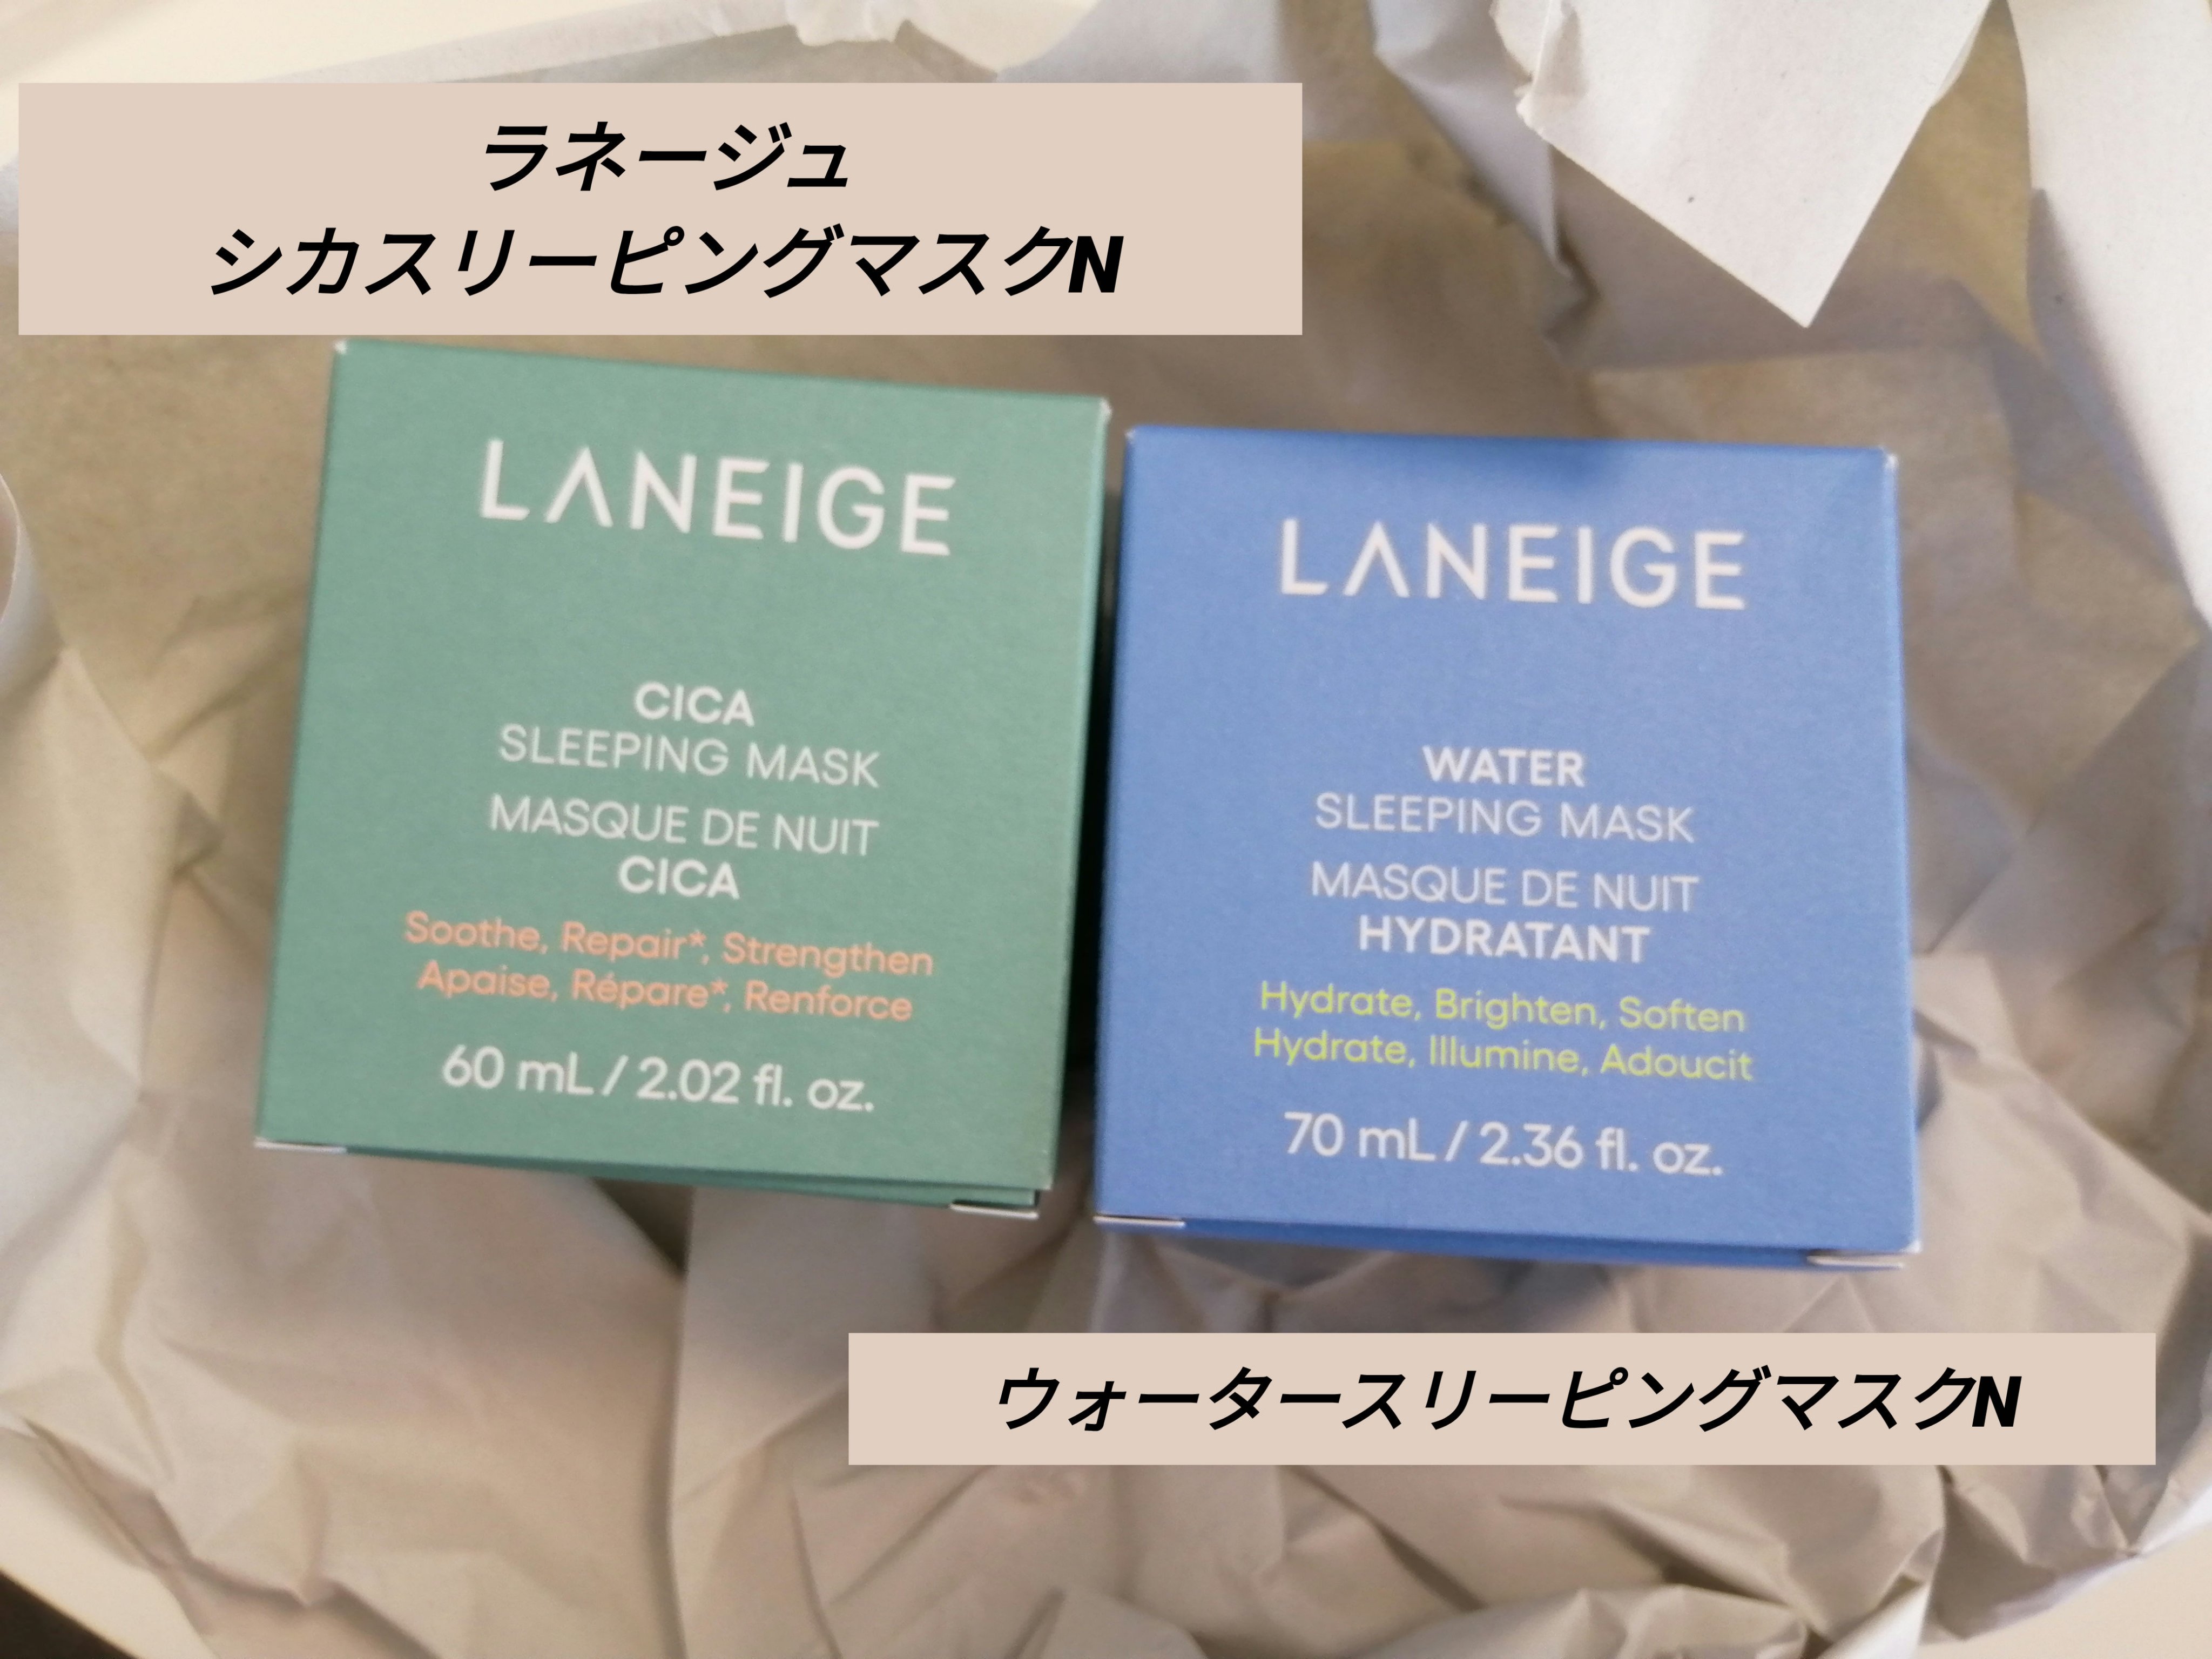 ラネージュ
シカスリーピングマスクN
LANEIGE
CICA
SLEEPING MASK
MASQUE DE NUIT
CICA
Soothe, Repair*, Strengthen
Apaise, Répare*, Renforce
60 mL / 2.02 fl. oz.
LANEIGE
WATER
SLEEPING MASK
MASQUE DE NUIT
HYDRATANT
Hydrate, Brighten, Soften
Hydrate, Illumine, Adoucit
70 mL / 2.36 fl. oz.
ウォータースリーピングマスクN